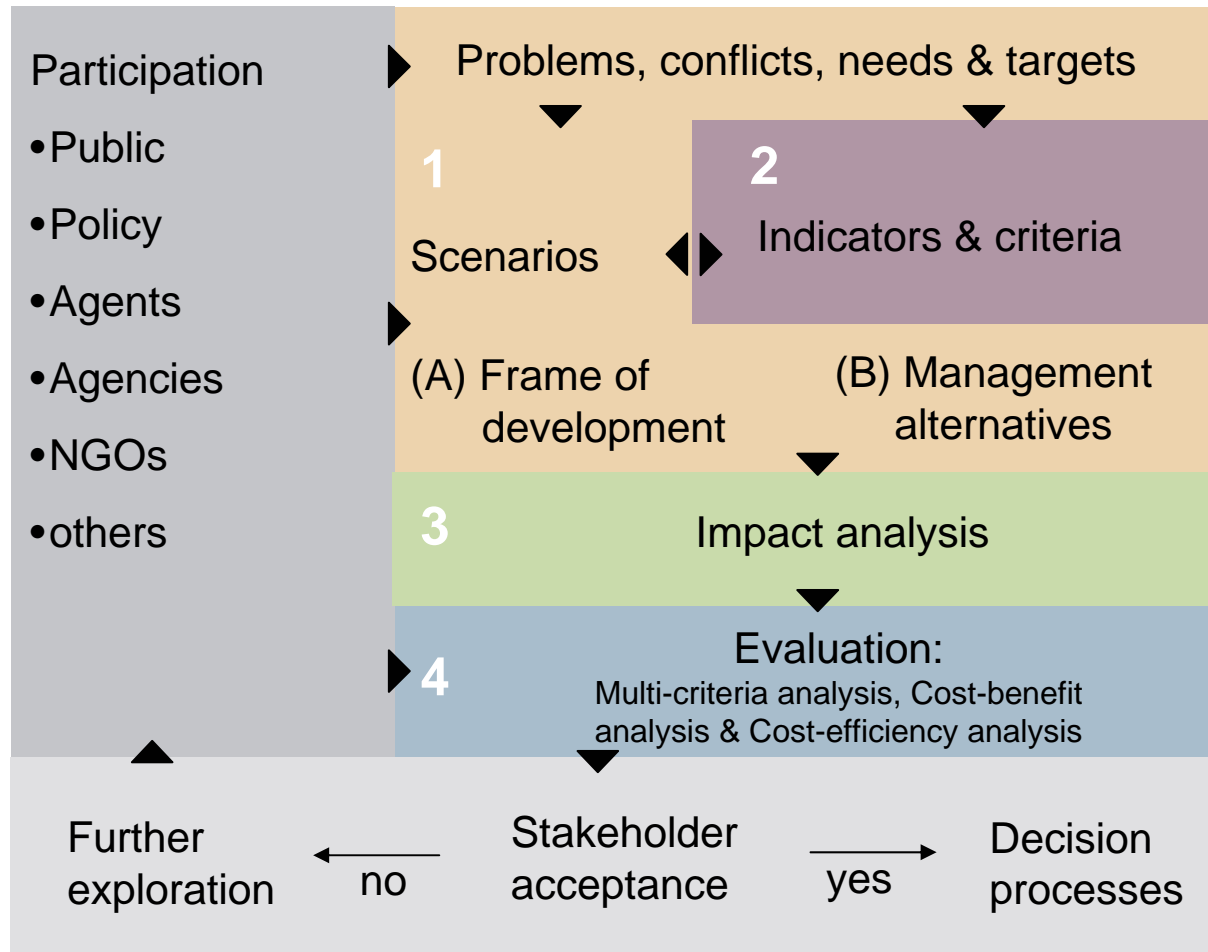 Participation
•Public
•Policy
•Agents
•Agencies
•NGOs
•others
Problems, conflicts, needs & targets
1
Scenarios
2
Indicators & criteria
(A) Frame of
development
(B) Management
alternatives
3
Impact analysis
4
Evaluation:
Multi-criteria analysis, Cost-benefit
analysis & Cost-efficiency analysis
Further
exploration
no
Stakeholder
acceptance
yes
Decision
processes